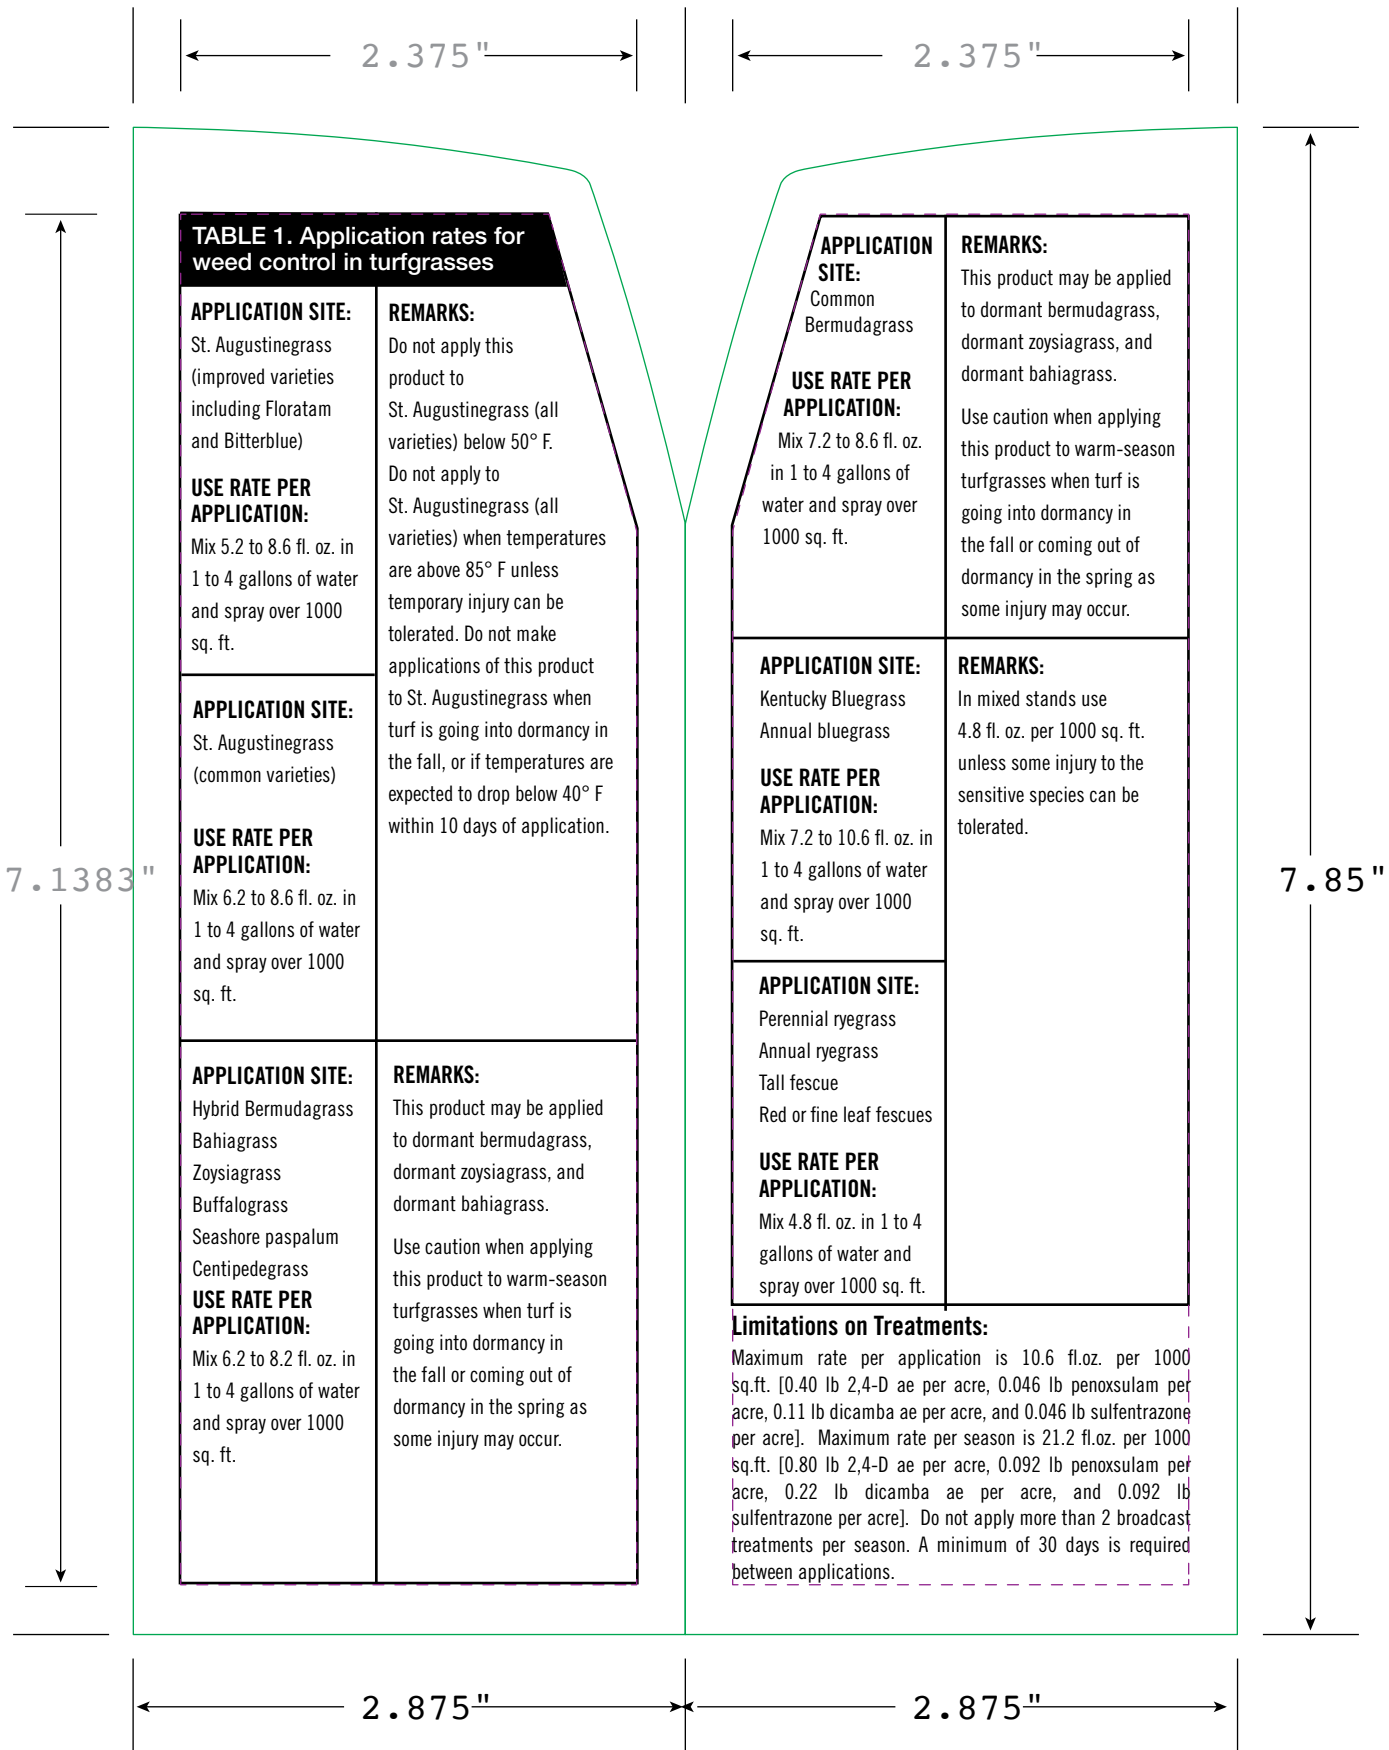 2.375"
2.375"
TABLE 1. Application rates for
weed control in turfgrasses
APPLICATION SITE:
St. Augustinegrass
(improved varieties
including Floratam
and Bitterblue)
USE RATE PER
APPLICATION:
Mix 5.2 to 8.6 fl. oz. in
1 to 4 gallons of water
and spray over 1000
sq. ft.
APPLICATION SITE:
St. Augustinegrass
(common varieties)
USE RATE PER
APPLICATION:
Mix 6.2 to 8.6 fl. oz. in
1 to 4 gallons of water
and spray over 1000
sq. ft.
REMARKS:
Do not apply this
product to
St. Augustinegrass (all
varieties) below 50° F.
Do not apply to
St. Augustinegrass (all
varieties) when temperatures
are above 85° F unless
temporary injury can be
tolerated. Do not make
applications of this product
to St. Augustinegrass when
turf is going into dormancy in
the fall, or if temperatures are
expected to drop below 40° F
within 10 days of application.
APPLICATION SITE:
Hybrid Bermudagrass
Bahiagrass
Zoysiagrass
Buffalograss
Seashore paspalum
Centipedegrass
USE RATE PER
APPLICATION:
Mix 6.2 to 8.2 fl. oz. in
1 to 4 gallons of water
and spray over 1000
sq. ft.
REMARKS:
This product may be applied
to dormant bermudagrass,
dormant zoysiagrass, and
dormant bahiagrass.
Use caution when applying
this product to warm-season
turfgrasses when turf is
going into dormancy in
the fall or coming out of
dormancy in the spring as
some injury may occur.
APPLICATION
SITE:
Common
Bermudagrass
USE RATE PER
APPLICATION:
Mix 7.2 to 8.6 fl. oz.
in 1 to 4 gallons of
water and spray over
1000 sq. ft.
REMARKS:
This product may be applied
to dormant bermudagrass,
dormant zoysiagrass, and
dormant bahiagrass.
Use caution when applying
this product to warm-season
turfgrasses when turf is
going into dormancy in
the fall or coming out of
dormancy in the spring as
some injury may occur.
APPLICATION SITE:
Kentucky Bluegrass
Annual bluegrass
USE RATE PER
APPLICATION:
Mix 7.2 to 10.6 fl. oz. in
1 to 4 gallons of water
and spray over 1000
sq. ft.
APPLICATION SITE:
Perennial ryegrass
Annual ryegrass
Tall fescue
Red or fine leaf fescues
USE RATE PER
APPLICATION:
Mix 4.8 fl. oz. in 1 to 4
gallons of water and
spray over 1000 sq. ft.
REMARKS:
In mixed stands use
4.8 fl. oz. per 1000 sq. ft.
unless some injury to the
sensitive species can be
tolerated.
Limitations on Treatments:
Maximum rate per application is 10.6 fl.oz. per 1000
sq.ft. [0.40 lb 2,4-D ae per acre, 0.046 lb penoxsulam per
acre, 0.11 lb dicamba ae per acre, and 0.046 lb sulfentrazone
per acre]. Maximum rate per season is 21.2 fl.oz. per 1000
sq.ft. [0.80 lb 2,4-D ae per acre, 0.092 lb penoxsulam per
acre, 0.22 lb dicamba ae per acre, and 0.092 lb
sulfentrazone per acre]. Do not apply more than 2 broadcast
treatments per season. A minimum of 30 days is required
between applications.
7.1383"
7.85"
2.875"
2.875"